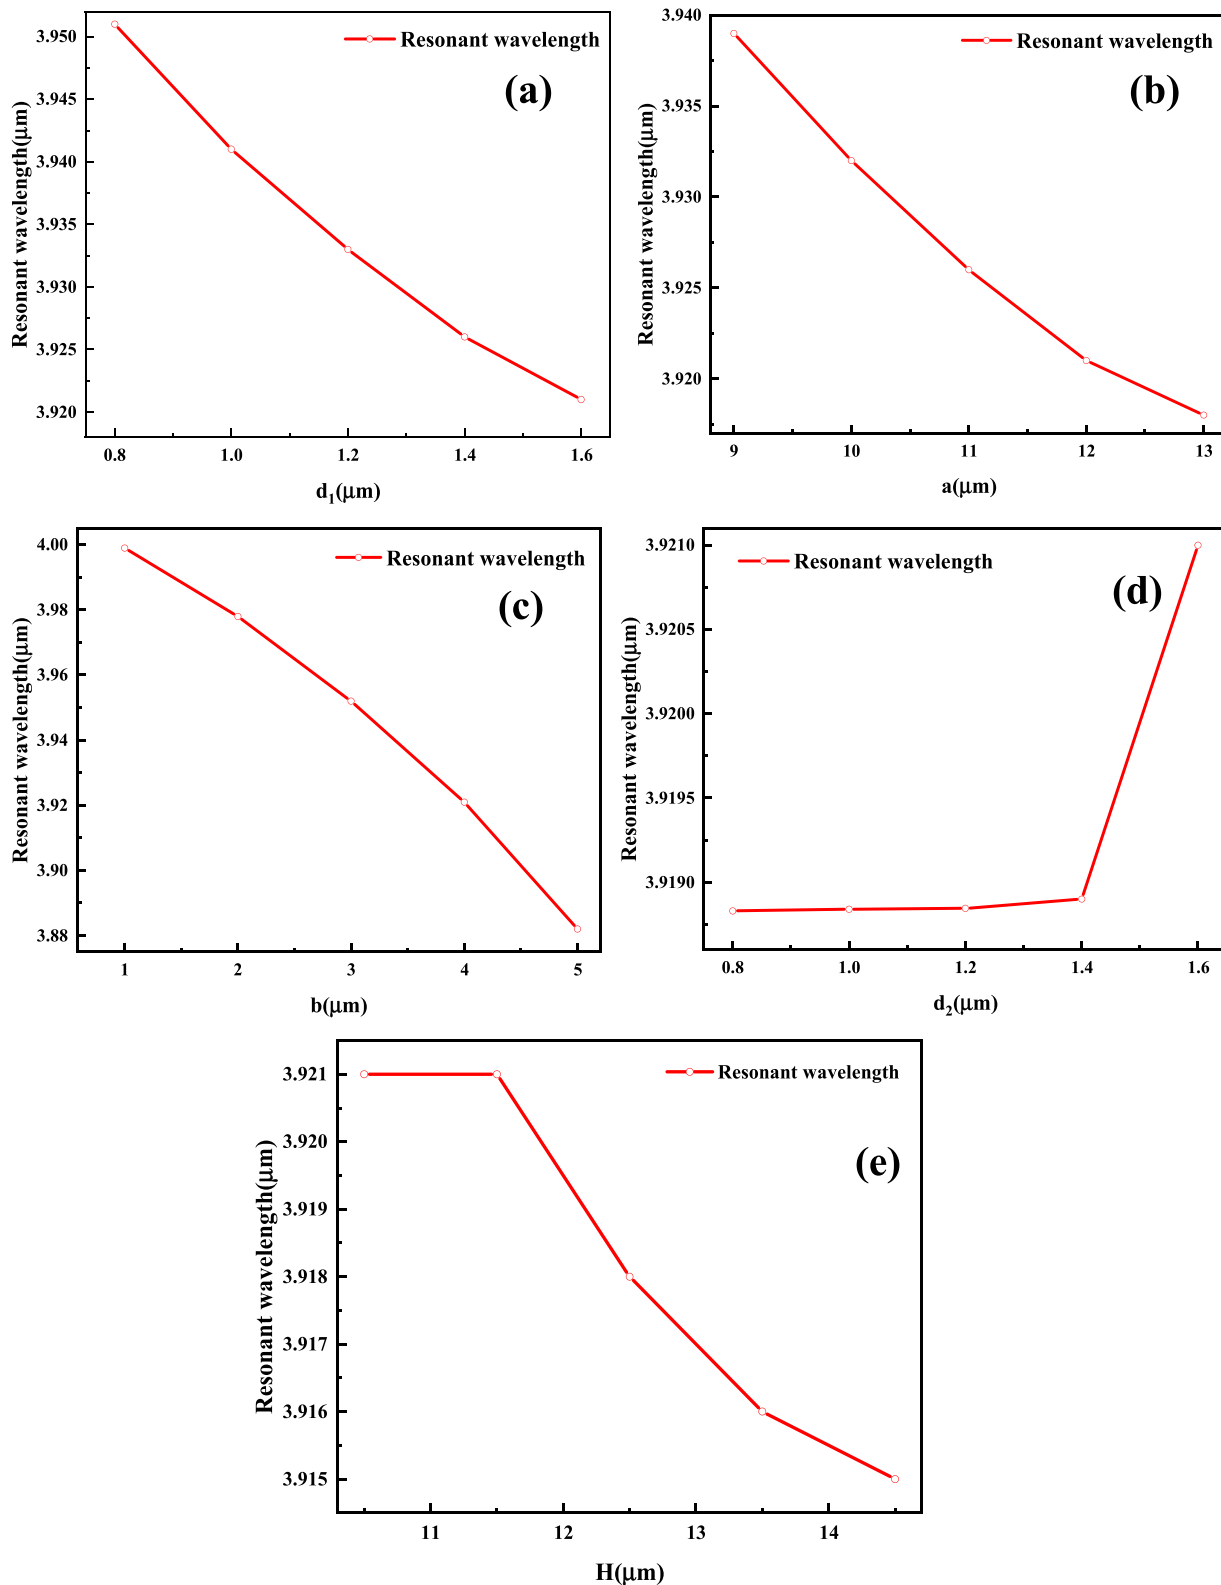 3.950
3.945
3.940
3.935
3.930
3.925
3.920
Resonant wavelength(μm)
Resonant wavelength
(a)
0.8 1.0 1.2 1.4 1.6
d1(μm)
3.940
3.935
3.930
3.925
3.920
Resonant wavelength(μm)
Resonant wavelength
(b)
9 10 11 12 13
a(μm)
4.00
3.98
3.96
3.94
3.92
3.90
3.88
Resonant wavelength(μm)
Resonant wavelength
(c)
1 2 3 4 5
b(μm)
3.9210
3.9205
3.9200
3.9195
3.9190
Resonant wavelength(μm)
Resonant wavelength
(d)
0.8 1.0 1.2 1.4 1.6
d2(μm)
3.921
3.920
3.919
3.918
3.917
3.916
3.915
Resonant wavelength(μm)
Resonant wavelength
(e)
11 12 13 14
H(μm)